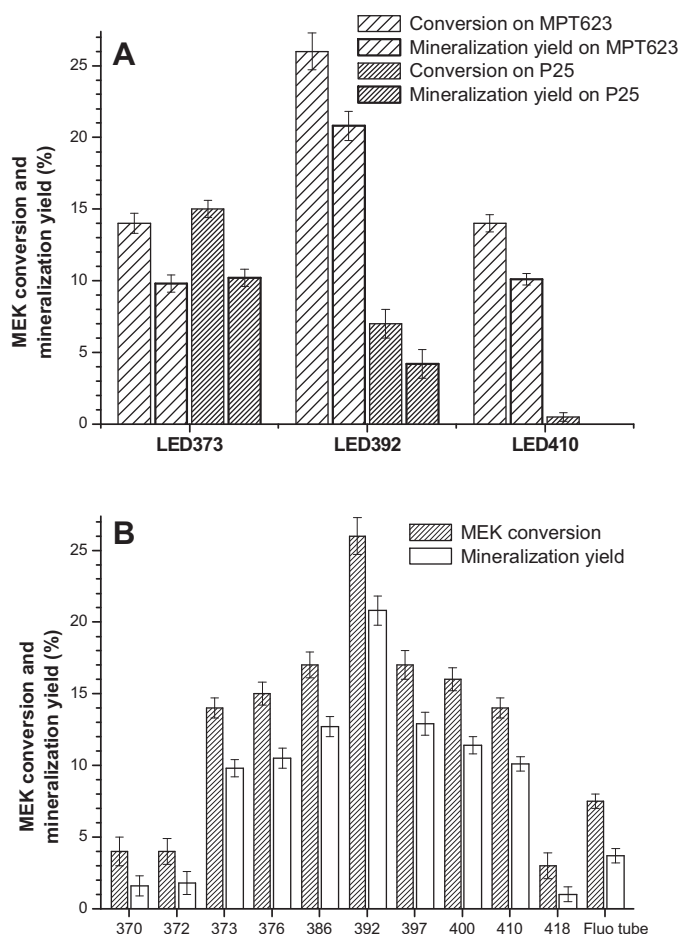 A
Conversion on MPT623
Mineralization yield on MPT623
Conversion on P25
Mineralization yield on P25
MEK conversion and
mineralization yield (%)
25
20
15
10
5
0
LED373 LED392 LED410
B
MEK conversion
Mineralization yield
MEK conversion and
mineralization yield (%)
25
20
15
10
5
0
370 372 373 376 386 392 397 400 410 418 Fluo tube